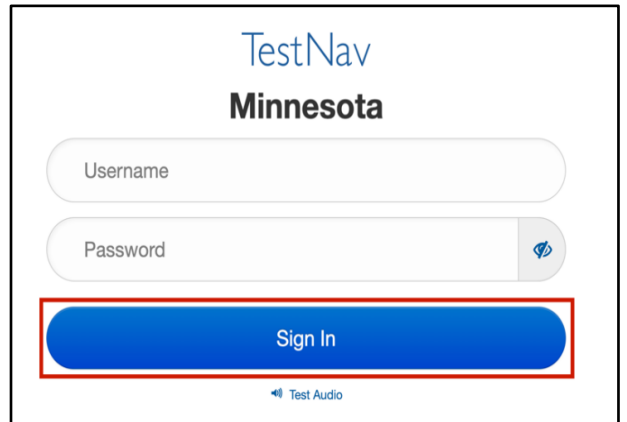 TestNav
Minnesota
Username
Password
Sign In
Test Audio